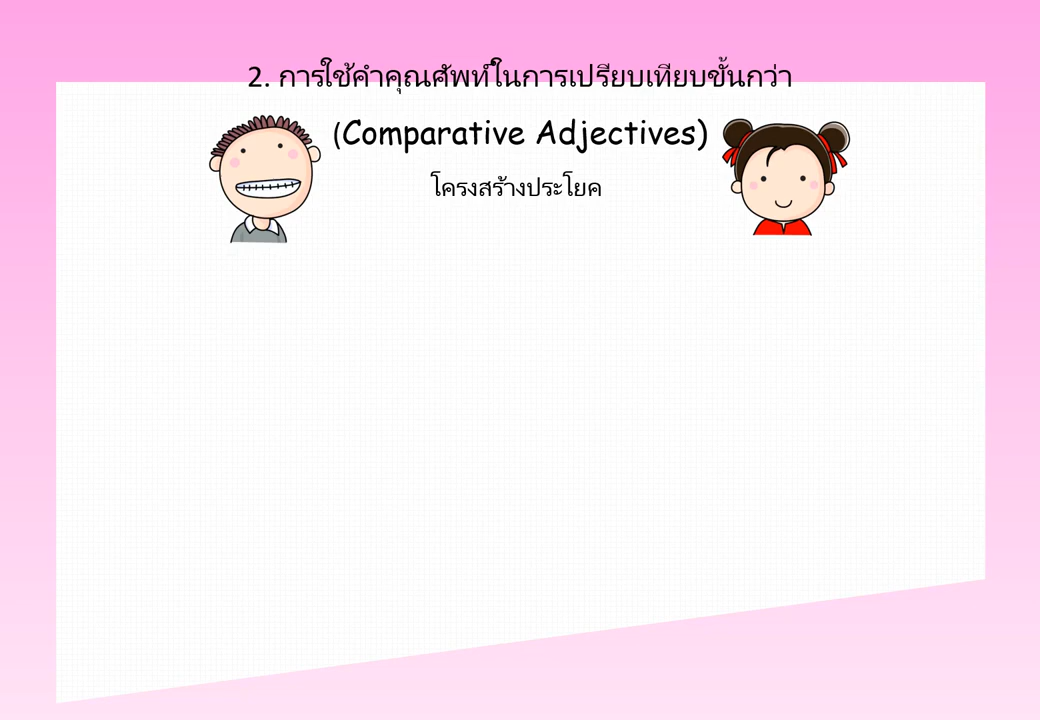 2. การใช้คำคุณศัพท์ในการเปรียบเทียบขั้นกว่า
(Comparative Adjectives)
โครงสร้างประโยค